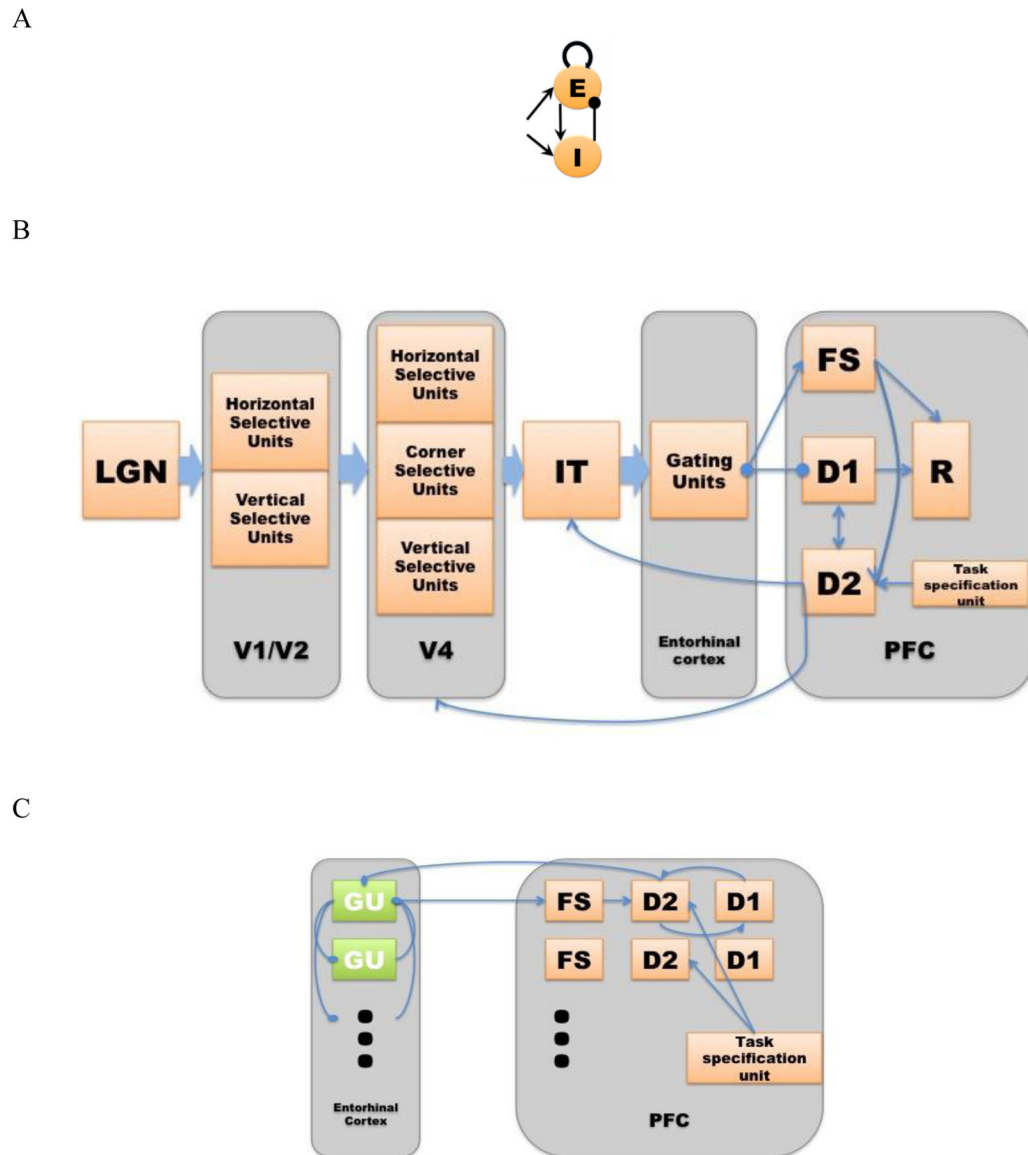 A
E
I
B
LGN
Horizontal
Selective
Units
Vertical
Selective
Units
V1/V2
Horizontal
Selective
Units
Corner
Selective
Units
Vertical
Selective
Units
V4
IT
Gating
Units
Entorhinal
cortex
FS
D1
R
D2
Task
specification
unit
PFC
C
GU
GU
Entorhinal
Cortex
FS
D2
D1
FS
D2
D1
Task
specification
unit
PFC